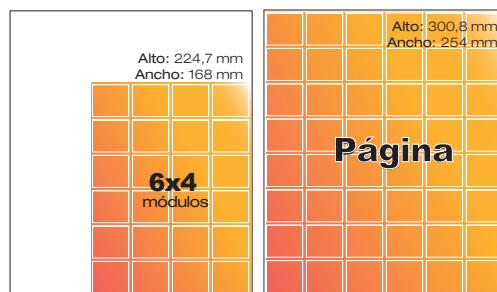 Alto: 224,7 mm
Ancho: 168 mm
6x4
módulos
Alto: 300,8 mm
Ancho: 254 mm
Página